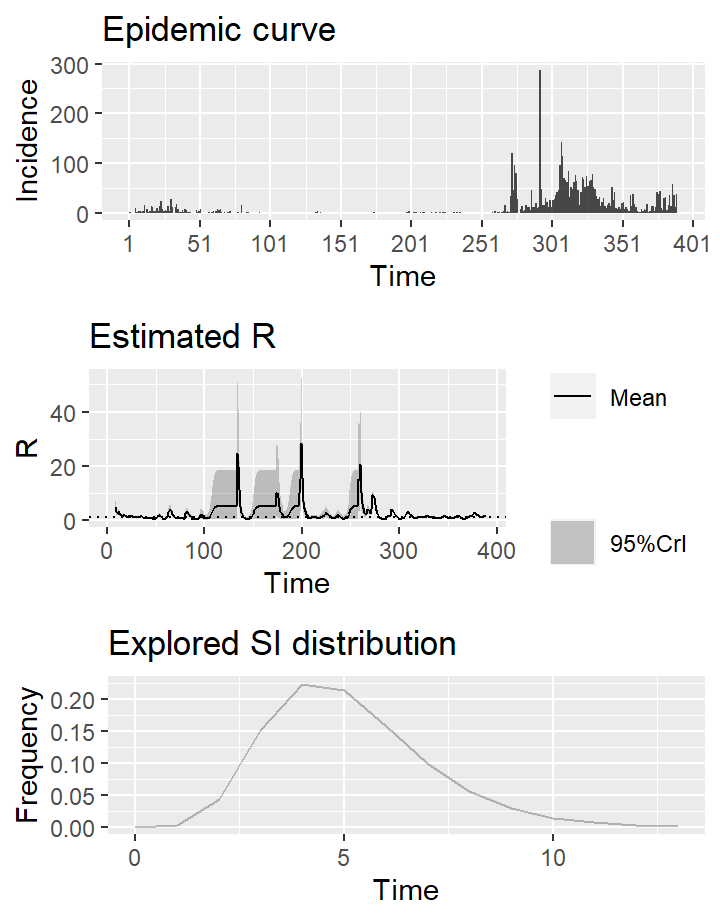 Epidemic curve
300
200
100
0
Incidence
1 51 101 151 201 251 301 351 401
Time
Estimated R
40
20
0
R
0 100 200 300 400
Time
Mean
95%CrI
Explored SI distribution
0.20
0.15
0.10
0.05
0.00
Frequency
0 5 10
Time